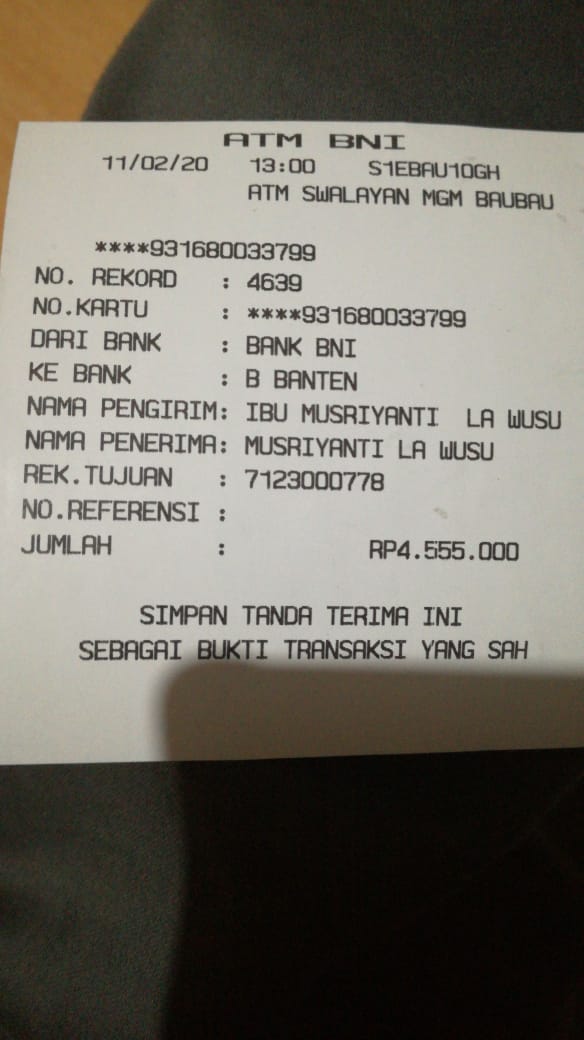 ATM BNI
11/02/20 13:00 S1EBAU10GH
ATM SWALAYAN MGM BAUBAU
****931680033799
NO. REKORD : 4639
NO.KARTU : ****931680033799
DARI BANK : BANK BNI
KE BANK : B BANTEN
NAMA PENGIRIM: IBU MUSRIYANTI LA WUSU
NAMA PENERIMA: MUSRIYANTI LA WUSU
REK.TUJUAN : 7123000778
NO.REFERENSI :
JUMLAH : RP4.555.000
SIMPAN TANDA TERIMA INI
SEBAGAI BUKTI TRANSAKSI YANG SAH